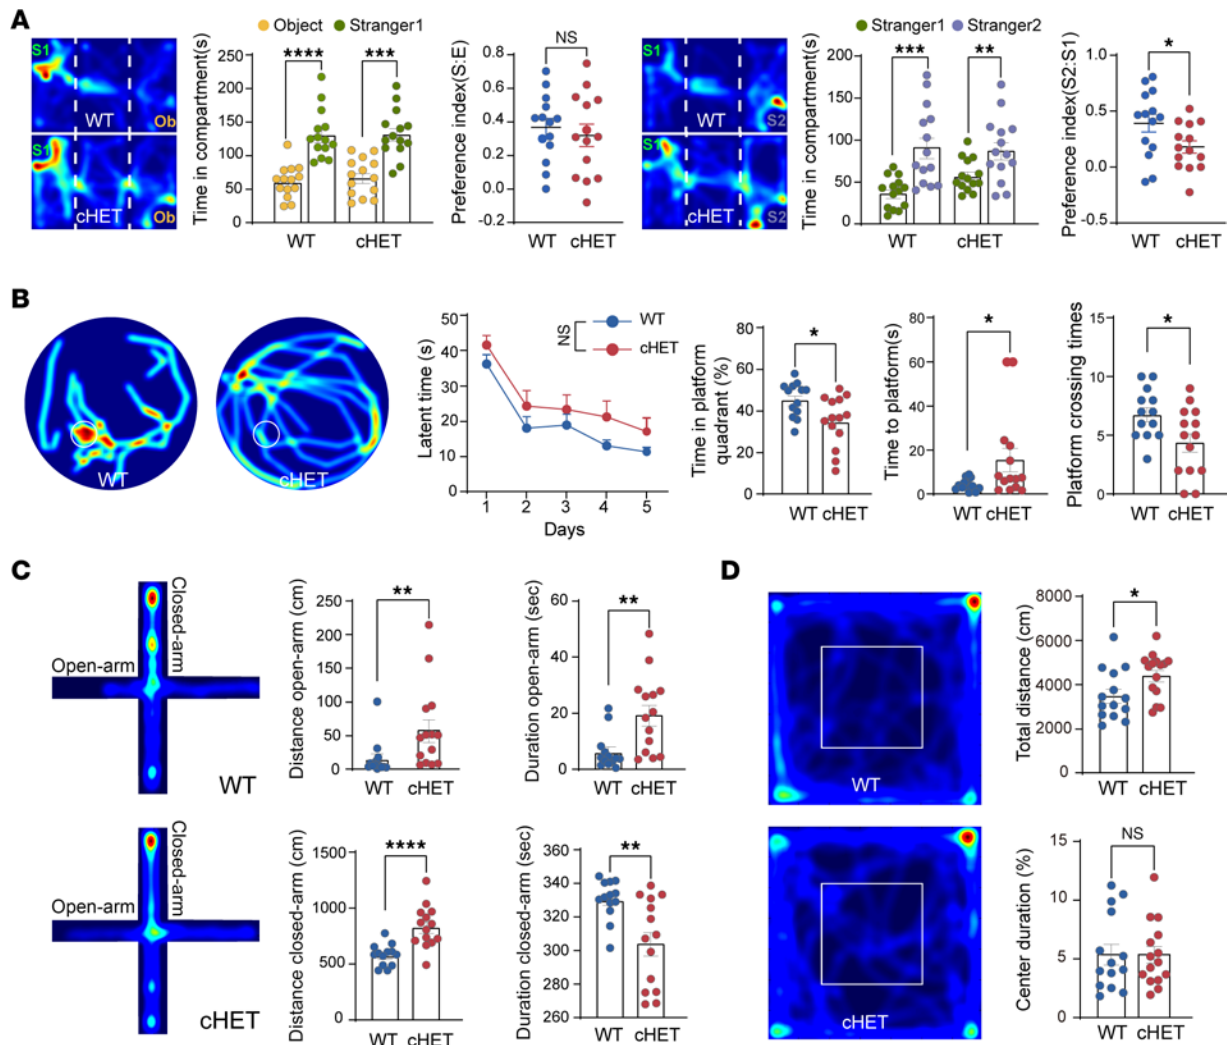 A
Object Stranger1
Stranger1 Stranger2
S1
WT
Ob
S1
cHET
Ob
Time in compartments(s)
250
200
150
100
50
0
****
***
WT cHET
Preference index(S:E)
0.8
0.6
0.4
0.2
0.0
-0.2
NS
WT cHET
S1
WT
S2
S1
cHET
S2
Time in compartments(s)
200
150
100
50
0
***
**
WT cHET
Preference index(S2:S1)
1.0
0.5
0.0
-0.5
*
WT cHET
B
WT
cHET
Latent time (s)
50
40
30
20
10
0
NS
WT
cHET
1 2 3 4 5
Days
Time in platform
quadrant (%)
80
60
40
20
0
*
WT cHET
Time to platform(s)
80
60
40
20
0
*
WT cHET
Platform crossing times
15
10
5
0
*
WT cHET
C
Closed-arm
Open-arm
WT
Distance open-arm (cm)
250
200
150
100
50
0
**
WT cHET
Duration open-arm (sec)
60
40
20
0
**
WT cHET
Closed-arm
Open-arm
cHET
Distance closed-arm (cm)
1500
1000
500
0
****
WT cHET
Duration closed-arm (sec)
360
340
320
300
280
260
**
WT cHET
D
WT
Total distance (cm)
8000
6000
4000
2000
0
*
WT cHET
cHET
Center duration (%)
15
10
5
0
NS
WT cHET